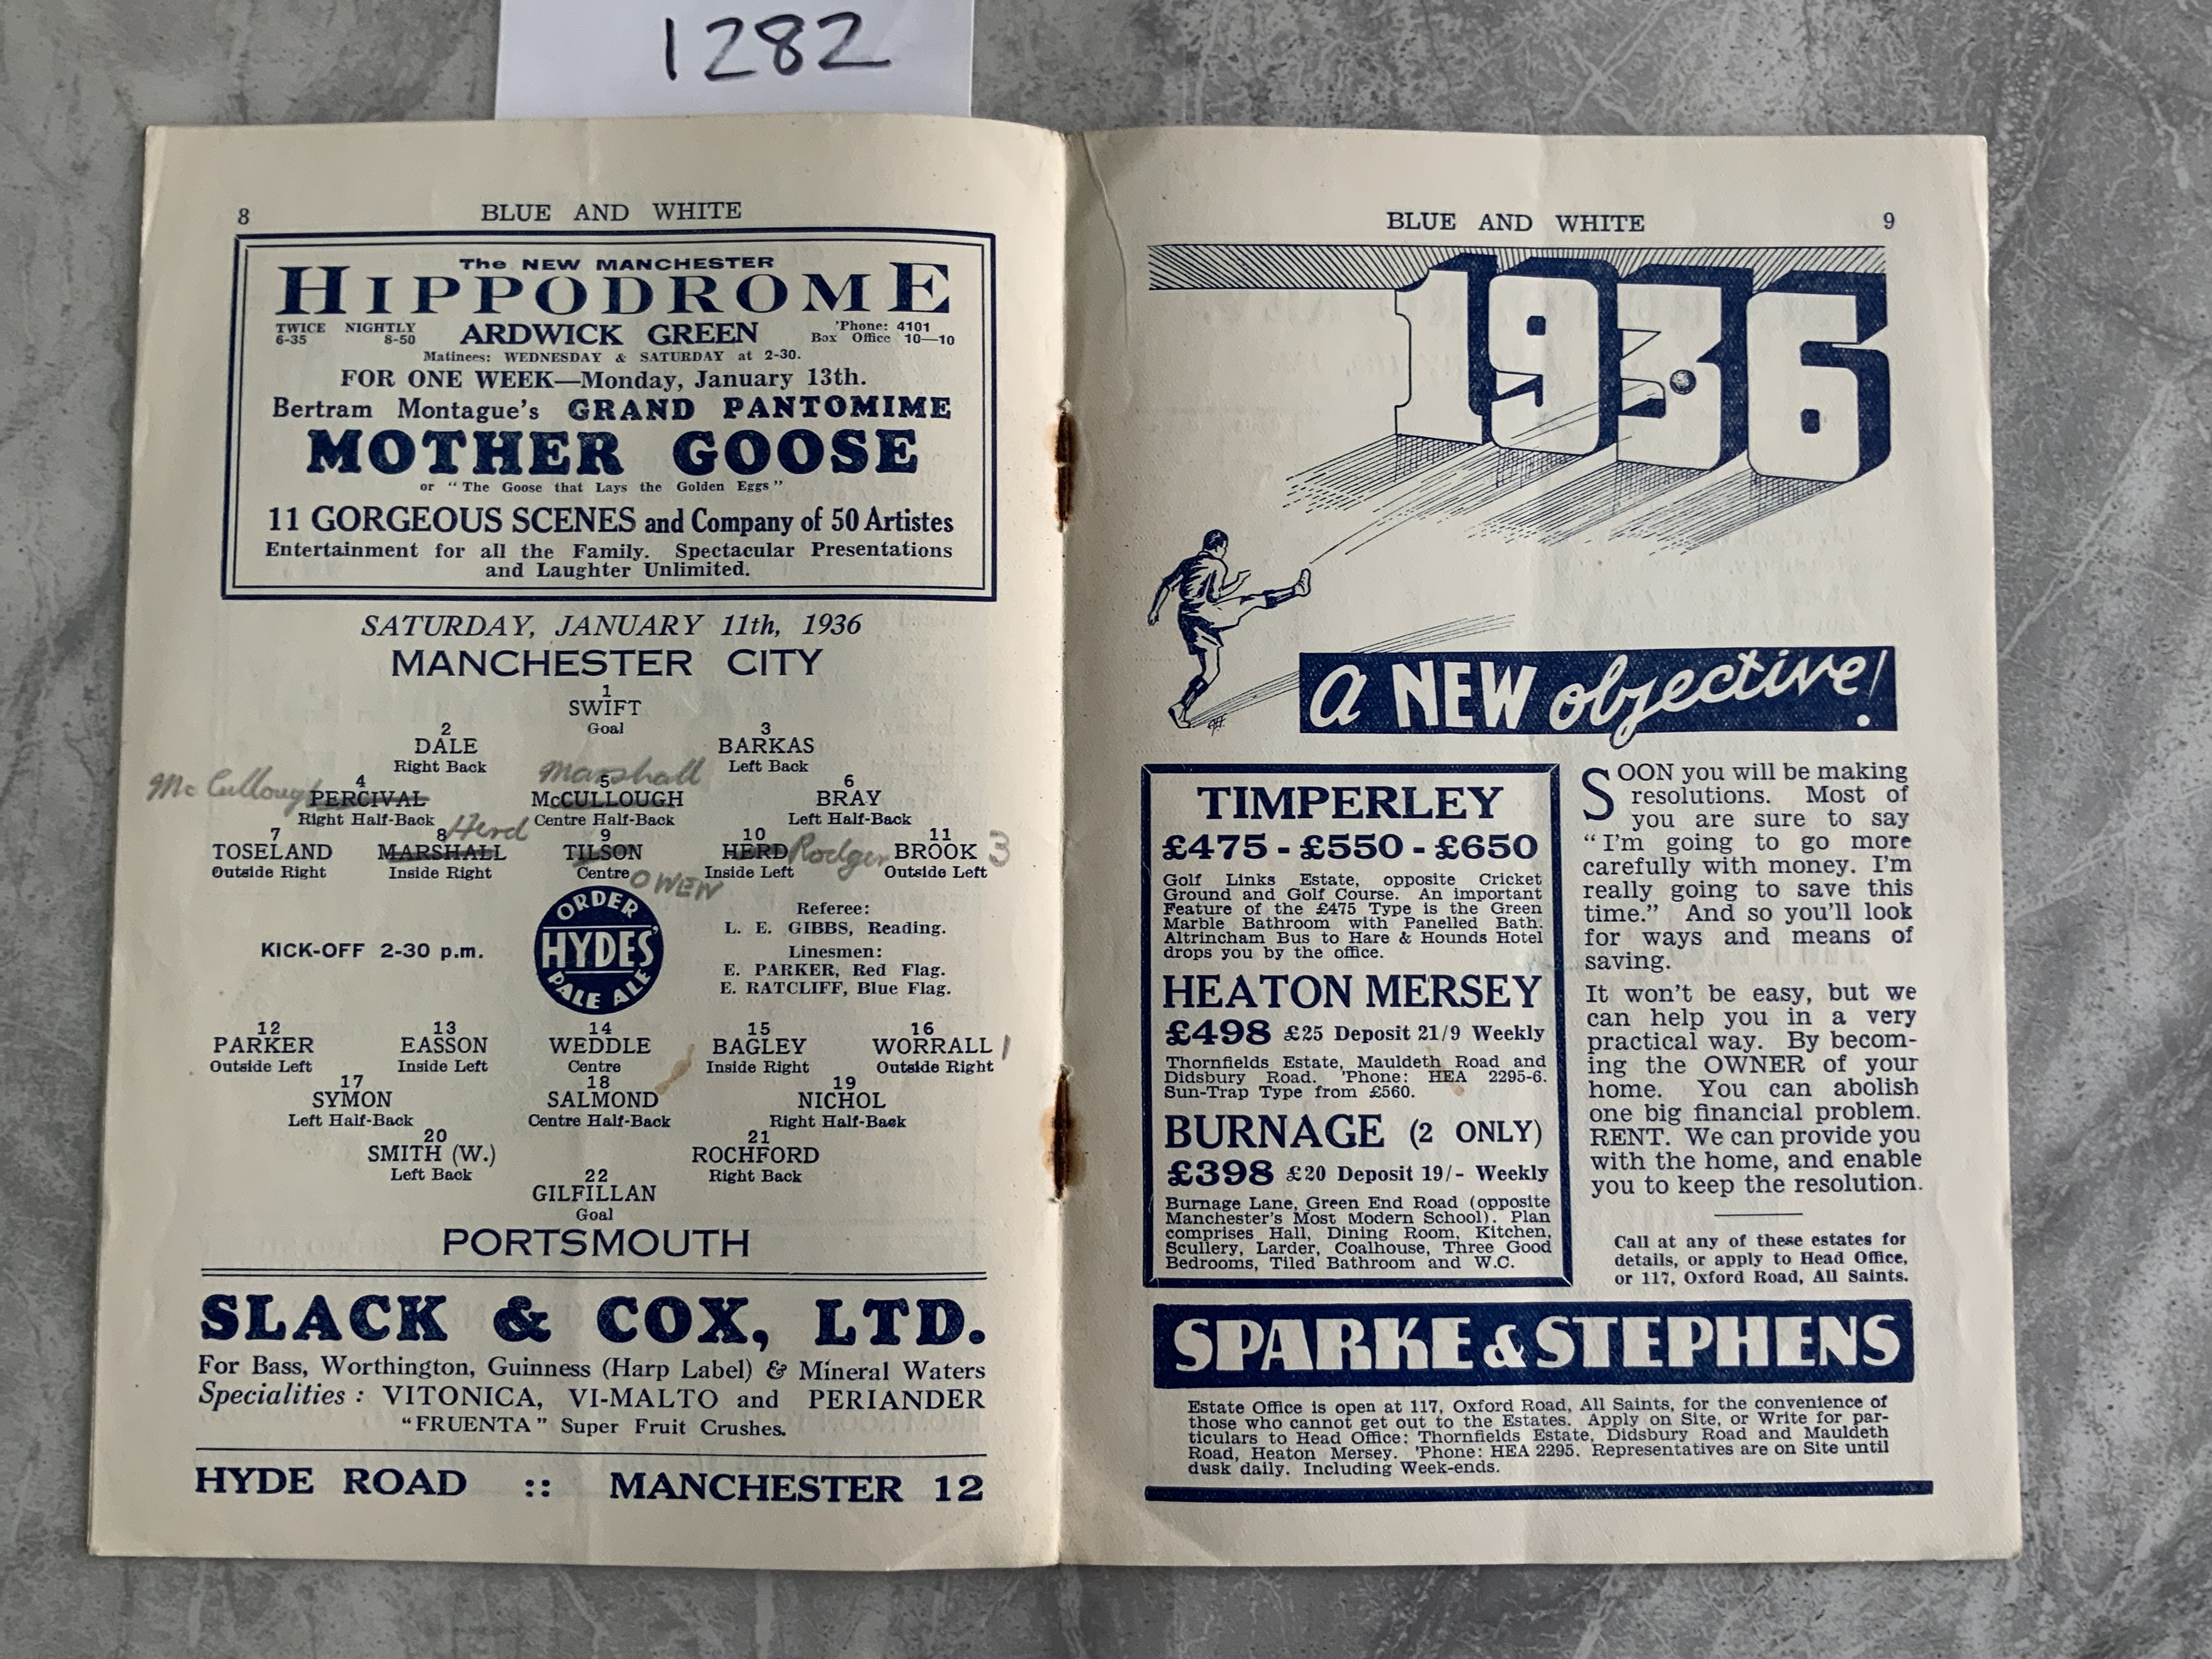 1282
8 BLUE AND WHITE
The NEW MANCHESTER
HIPPODROME
TWICE NIGHTLY
6-35 8-50
ARDWICK GREEN
'Phone: 4101
Box Office 10—10
Matinees: WEDNESDAY & SATURDAY at 2-30.
FOR ONE WEEK—Monday, January 13th.
Bertram Montague's GRAND PANTOMIME
MOTHER GOOSE
or "The Goose that Lays the Golden Eggs"
11 GORGEOUS SCENES and Company of 50 Artistes
Entertainment for all the Family. Spectacular Presentations
and Laughter Unlimited.
SATURDAY, JANUARY 11th, 1936
MANCHESTER CITY
1
SWIFT
Goal
2 3
DALE BARKAS
Right Back Left Back
McCullough Marshall
4 5 6
PERCIVAL McCULLOUGH BRAY
Right Half-Back Centre Half-Back Left Half-Back
7 8 Herd 9 10 11
TOSELAND MARSHALL TILSON HERD Rodger BROOK 3
Outside Right Inside Right Centre OWEN Inside Left Outside Left
KICK-OFF 2-30 p.m.
ORDER
HYDES'
PALE ALE
Referee:
L. E. GIBBS, Reading.
Linesmen:
E. PARKER, Red Flag.
E. RATCLIFF, Blue Flag.
12 13 14 15 16
PARKER EASSON WEDDLE BAGLEY WORRALL 1
Outside Left Inside Left Centre Inside Right Outside Right
17 18 19
SYMON SALMOND NICHOL
Left Half-Back Centre Half-Back Right Half-Back
20 21
SMITH (W.) ROCHFORD
Left Back Right Back
22
GILFILLAN
Goal
PORTSMOUTH
SLACK & COX, LTD.
For Bass, Worthington, Guinness (Harp Label) & Mineral Waters
Specialities : VITONICA, VI-MALTO and PERIANDER
"FRUENTA" Super Fruit Crushes.
HYDE ROAD :: MANCHESTER 12
BLUE AND WHITE 9
1936
a NEW objective!
TIMPERLEY
£475 - £550 - £650
Golf Links Estate, opposite Cricket
Ground and Golf Course. An important
Feature of the £475 Type is the Green
Marble Bathroom with Panelled Bath.
Altrincham Bus to Hare & Hounds Hotel
drops you by the office.
HEATON MERSEY
£498 £25 Deposit 21/9 Weekly
Thornfields Estate, Mauldeth Road and
Didsbury Road. 'Phone: HEA 2295-6.
Sun-Trap Type from £560.
BURNAGE (2 ONLY)
£398 £20 Deposit 19/- Weekly
Burnage Lane, Green End Road (opposite
Manchester's Most Modern School). Plan
comprises Hall, Dining Room, Kitchen,
Scullery, Larder, Coalhouse, Three Good
Bedrooms, Tiled Bathroom and W.C.
SOON you will be making
resolutions. Most of
you are sure to say
"I'm going to go more
carefully with money. I'm
really going to save this
time." And so you'll look
for ways and means of
saving.
It won't be easy, but we
can help you in a very
practical way. By becom-
ing the OWNER of your
home. You can abolish
one big financial problem.
RENT. We can provide you
with the home, and enable
you to keep the resolution.
Call at any of these estates for
details, or apply to Head Office,
or 117, Oxford Road, All Saints.
SPARKE & STEPHENS
Estate Office is open at 117, Oxford Road, All Saints, for the convenience of
those who cannot get out to the Estates. Apply on Site, or Write for par-
ticulars to Head Office: Thornfields Estate, Didsbury Road and Mauldeth
Road, Heaton Mersey. 'Phone: HEA 2295. Representatives are on Site until
dusk daily. Including Week-ends.